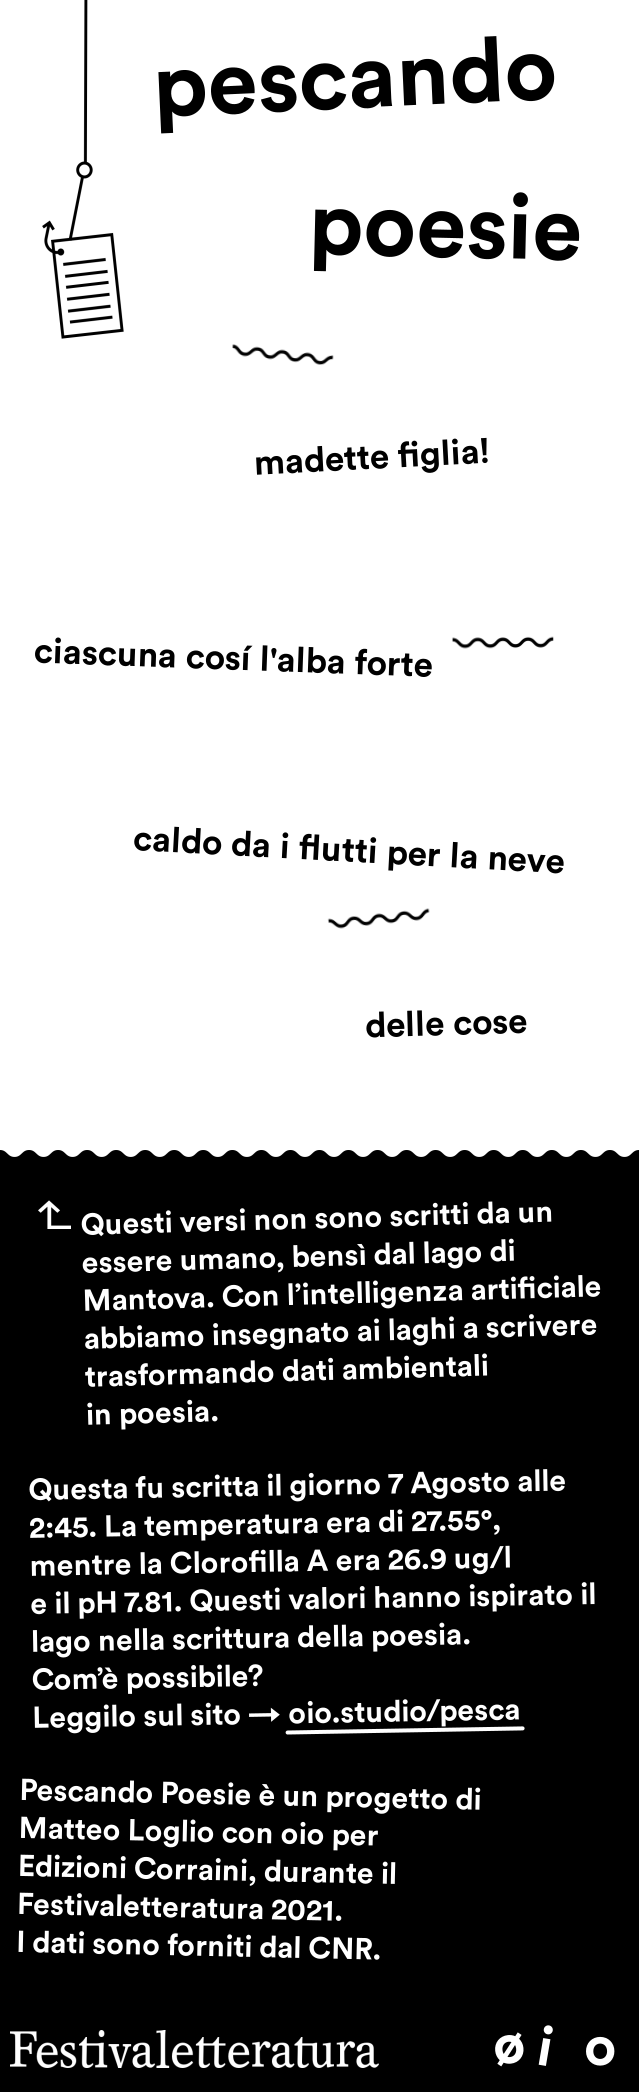 pescando
poesie
madette figlia!
ciascuna cosí l'alba forte
caldo da i flutti per la neve
delle cose
Questi versi non sono scritti da un
essere umano, bensì dal lago di
Mantova. Con l’intelligenza artificiale
abbiamo insegnato ai laghi a scrivere
trasformando dati ambientali
in poesia.
Questa fu scritta il giorno 7 Agosto alle
2:45. La temperatura era di 27.55°,
mentre la Clorofilla A era 26.9 ug/l
e il pH 7.81. Questi valori hanno ispirato il
lago nella scrittura della poesia.
Com’è possibile?
Leggilo sul sito → oio.studio/pesca
Pescando Poesie è un progetto di
Matteo Loglio con oio per
Edizioni Corraini, durante il
Festivaletteratura 2021.
I dati sono forniti dal CNR.
Festivaletteratura øio